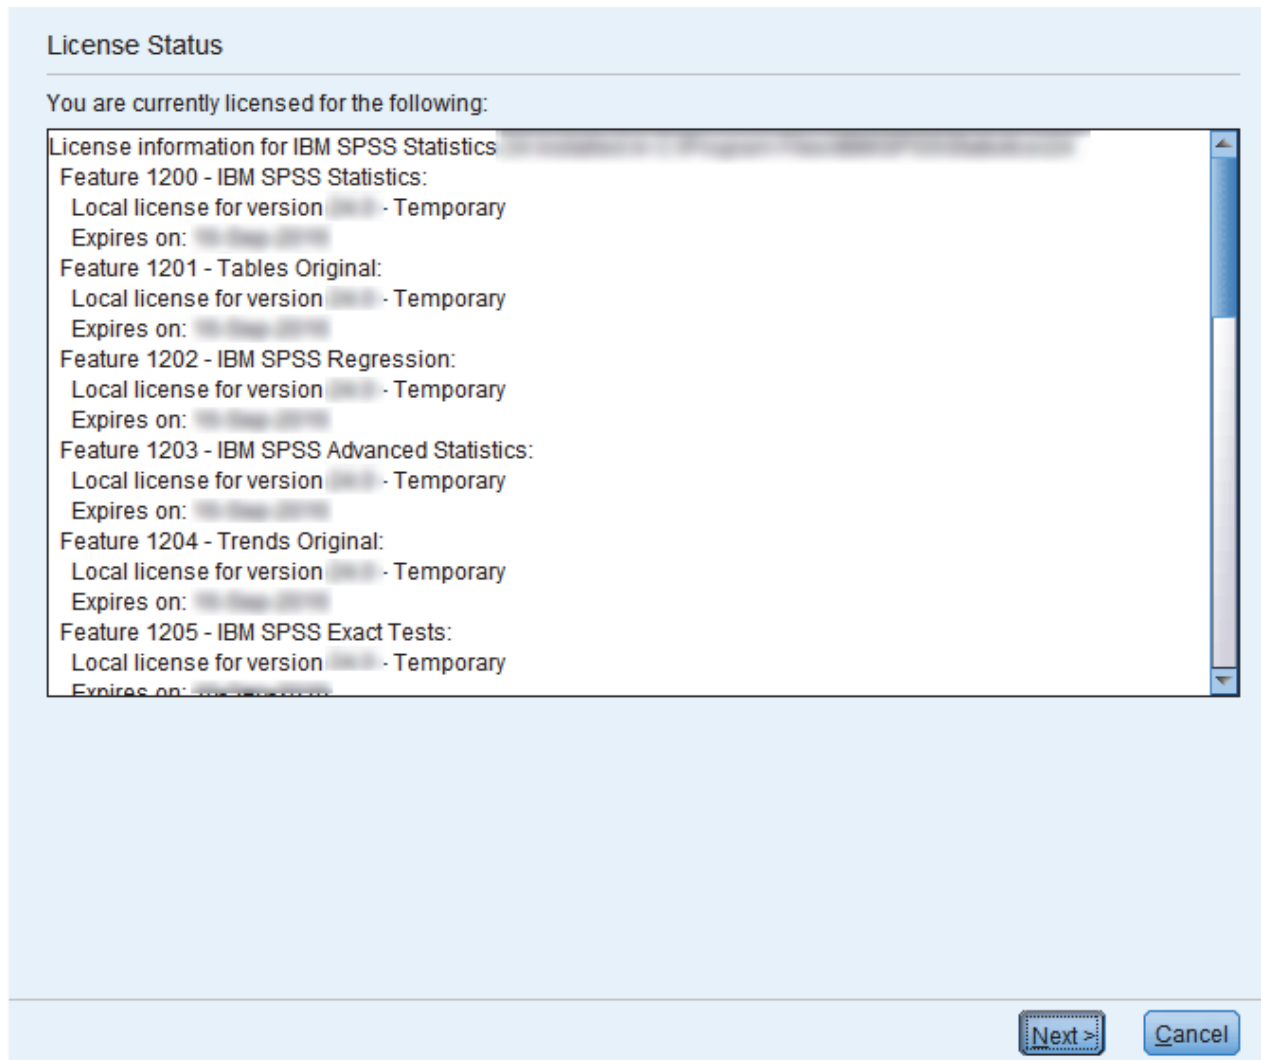 License Status
You are currently licensed for the following:
License information for IBM SPSS Statistics
Feature 1200 - IBM SPSS Statistics:
Local license for version - Temporary
Expires on:
Feature 1201 - Tables Original:
Local license for version - Temporary
Expires on:
Feature 1202 - IBM SPSS Regression:
Local license for version - Temporary
Expires on:
Feature 1203 - IBM SPSS Advanced Statistics:
Local license for version - Temporary
Expires on:
Feature 1204 - Trends Original:
Local license for version - Temporary
Expires on:
Feature 1205 - IBM SPSS Exact Tests:
Local license for version - Temporary
Expires on:
Next >
Cancel